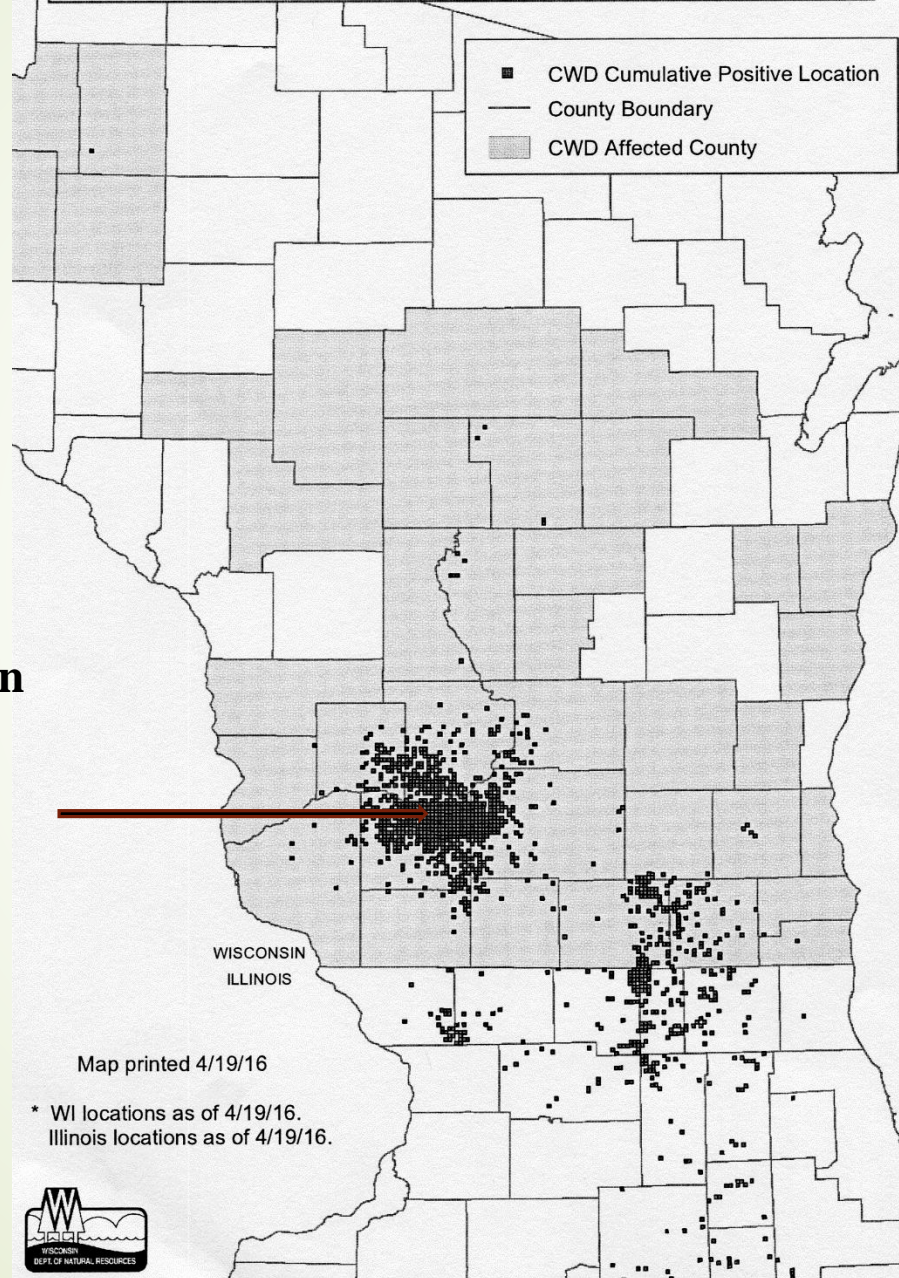 CWD Cumulative Positive Location
County Boundary
CWD Affected County
n
WISCONSIN
ILLINOIS
Map printed 4/19/16
* WI locations as of 4/19/16.
Illinois locations as of 4/19/16.
W
WISCONSIN
DEPT. OF NATURAL RESOURCES